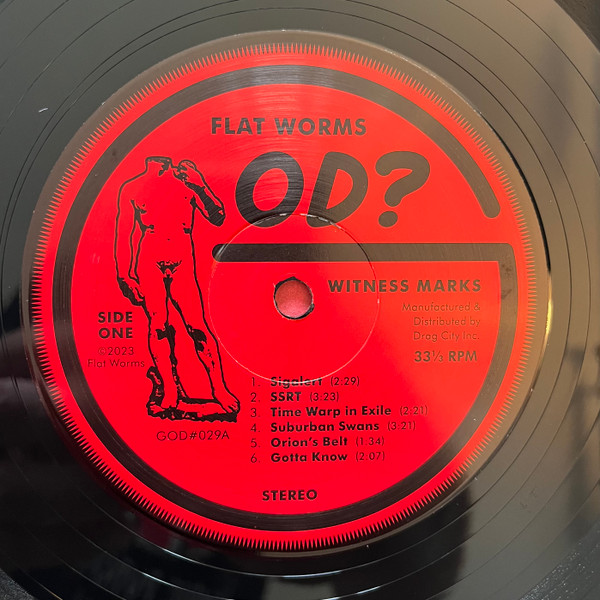 FLAT WORMS
OD?
WITNESS MARKS
Manufactured &
Distributed by
Drag City Inc.
33⅓ RPM
SIDE
ONE
©2023
Flat Worms
GOD#029A
1. Sigalert (2:29)
2. SSRT (3:23)
3. Time Warp in Exile (2:21)
4. Suburban Swans (3:21)
5. Orion's Belt (1:34)
6. Gotta Know (2:07)
STEREO